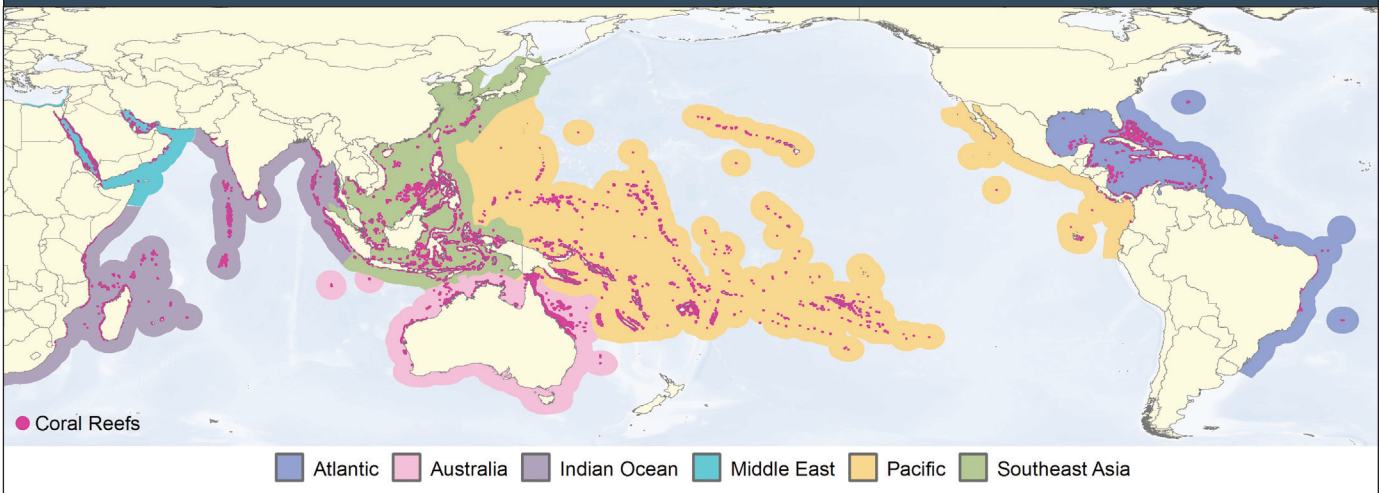 Coral Reefs
Atlantic
Australia
Indian Ocean
Middle East
Pacific
Southeast Asia